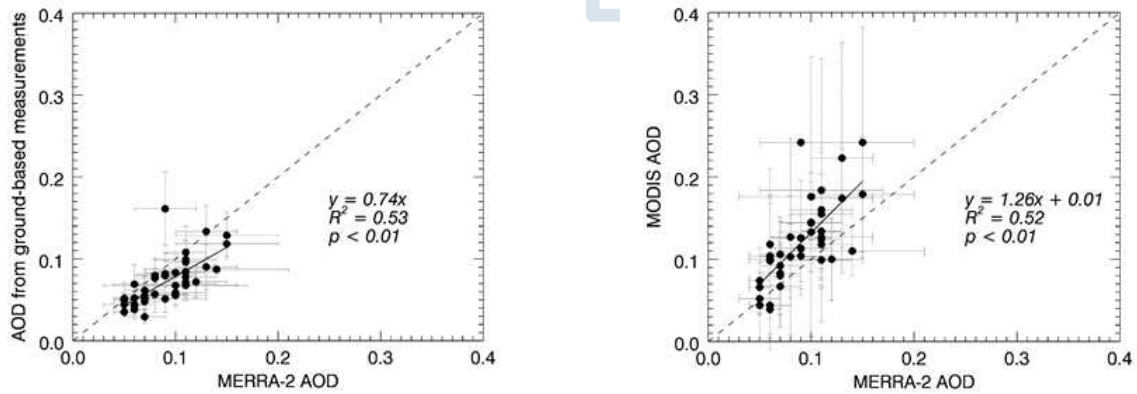 0.4
0.3
0.2
0.1
0.0
AOD from ground-based measurements
y = 0.74x
R² = 0.53
p < 0.01
0.0 0.1 0.2 0.3 0.4
MERRA-2 AOD
0.4
0.3
0.2
0.1
0.0
MODIS AOD
y = 1.26x + 0.01
R² = 0.52
p < 0.01
0.0 0.1 0.2 0.3 0.4
MERRA-2 AOD